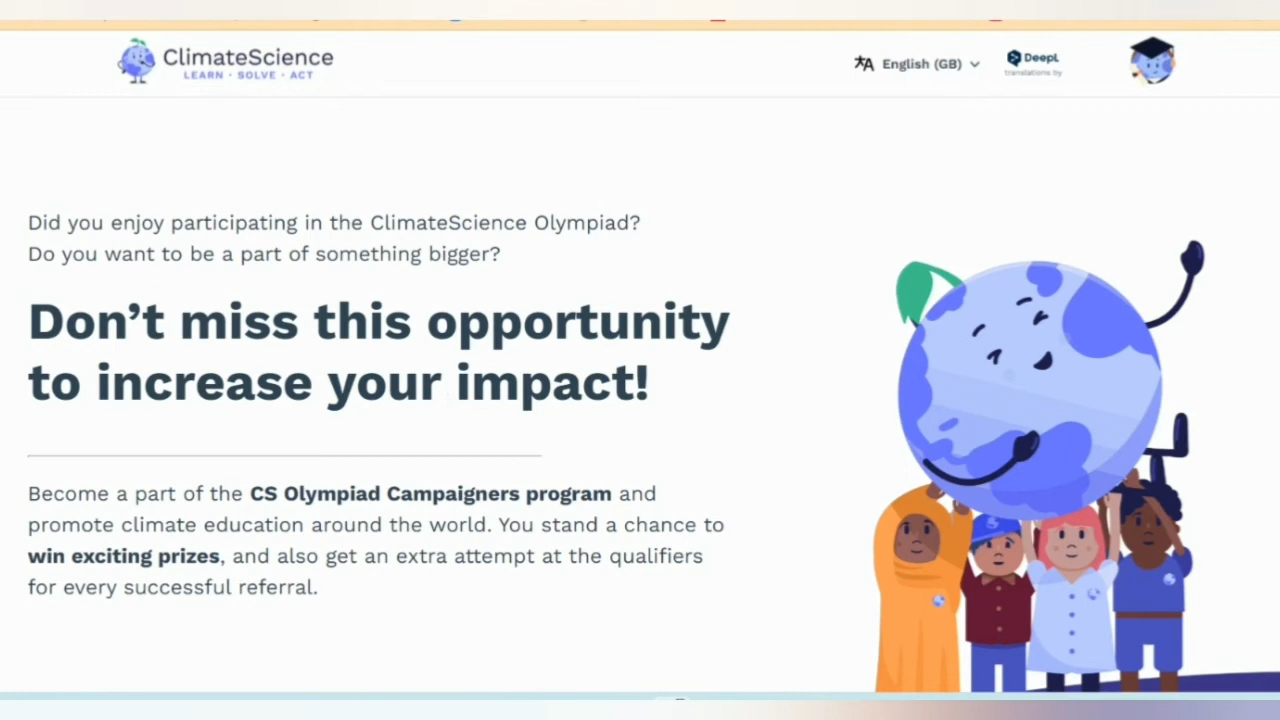 ClimateScience
LEARN · SOLVE · ACT
English (GB)
DeepL
translations by
Did you enjoy participating in the ClimateScience Olympiad?
Do you want to be a part of something bigger?
Don’t miss this opportunity
to increase your impact!
Become a part of the CS Olympiad Campaigners program and
promote climate education around the world. You stand a chance to
win exciting prizes, and also get an extra attempt at the qualifiers
for every successful referral.